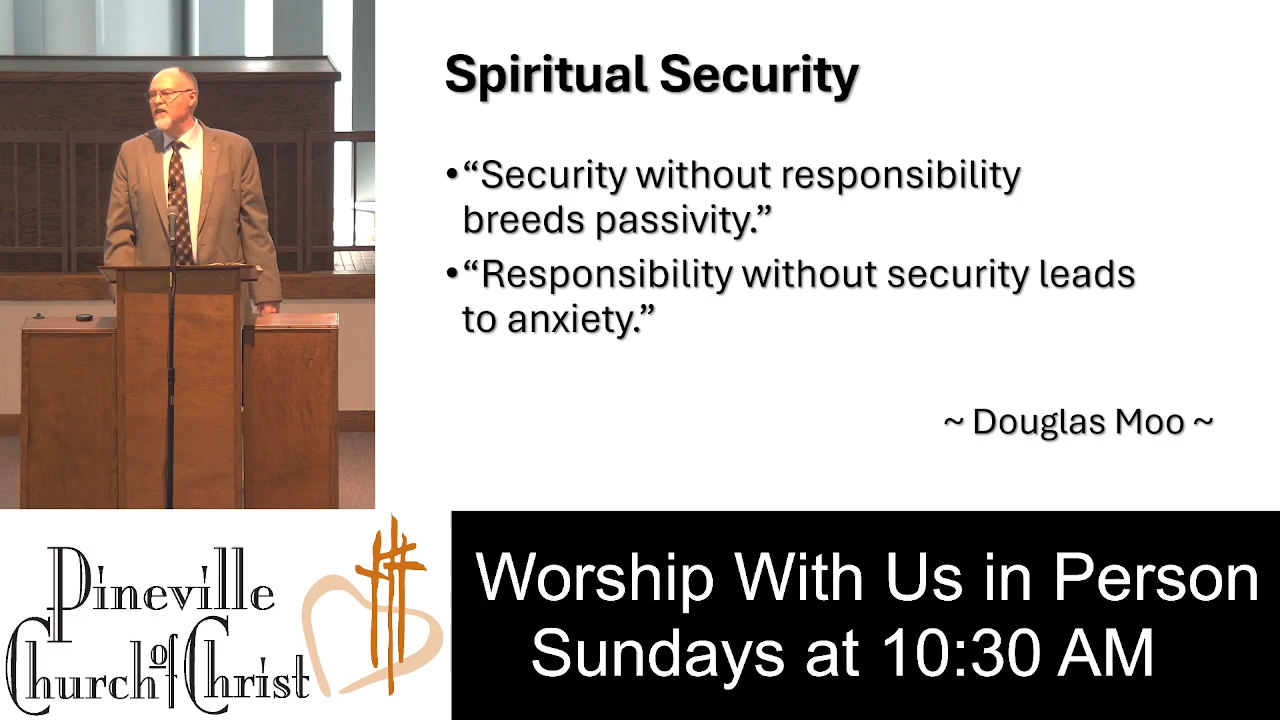 Spiritual Security
•“Security without responsibility
breeds passivity.”
•“Responsibility without security leads
to anxiety.”
~ Douglas Moo ~
Pineville
Church of Christ
Worship With Us in Person
Sundays at 10:30 AM